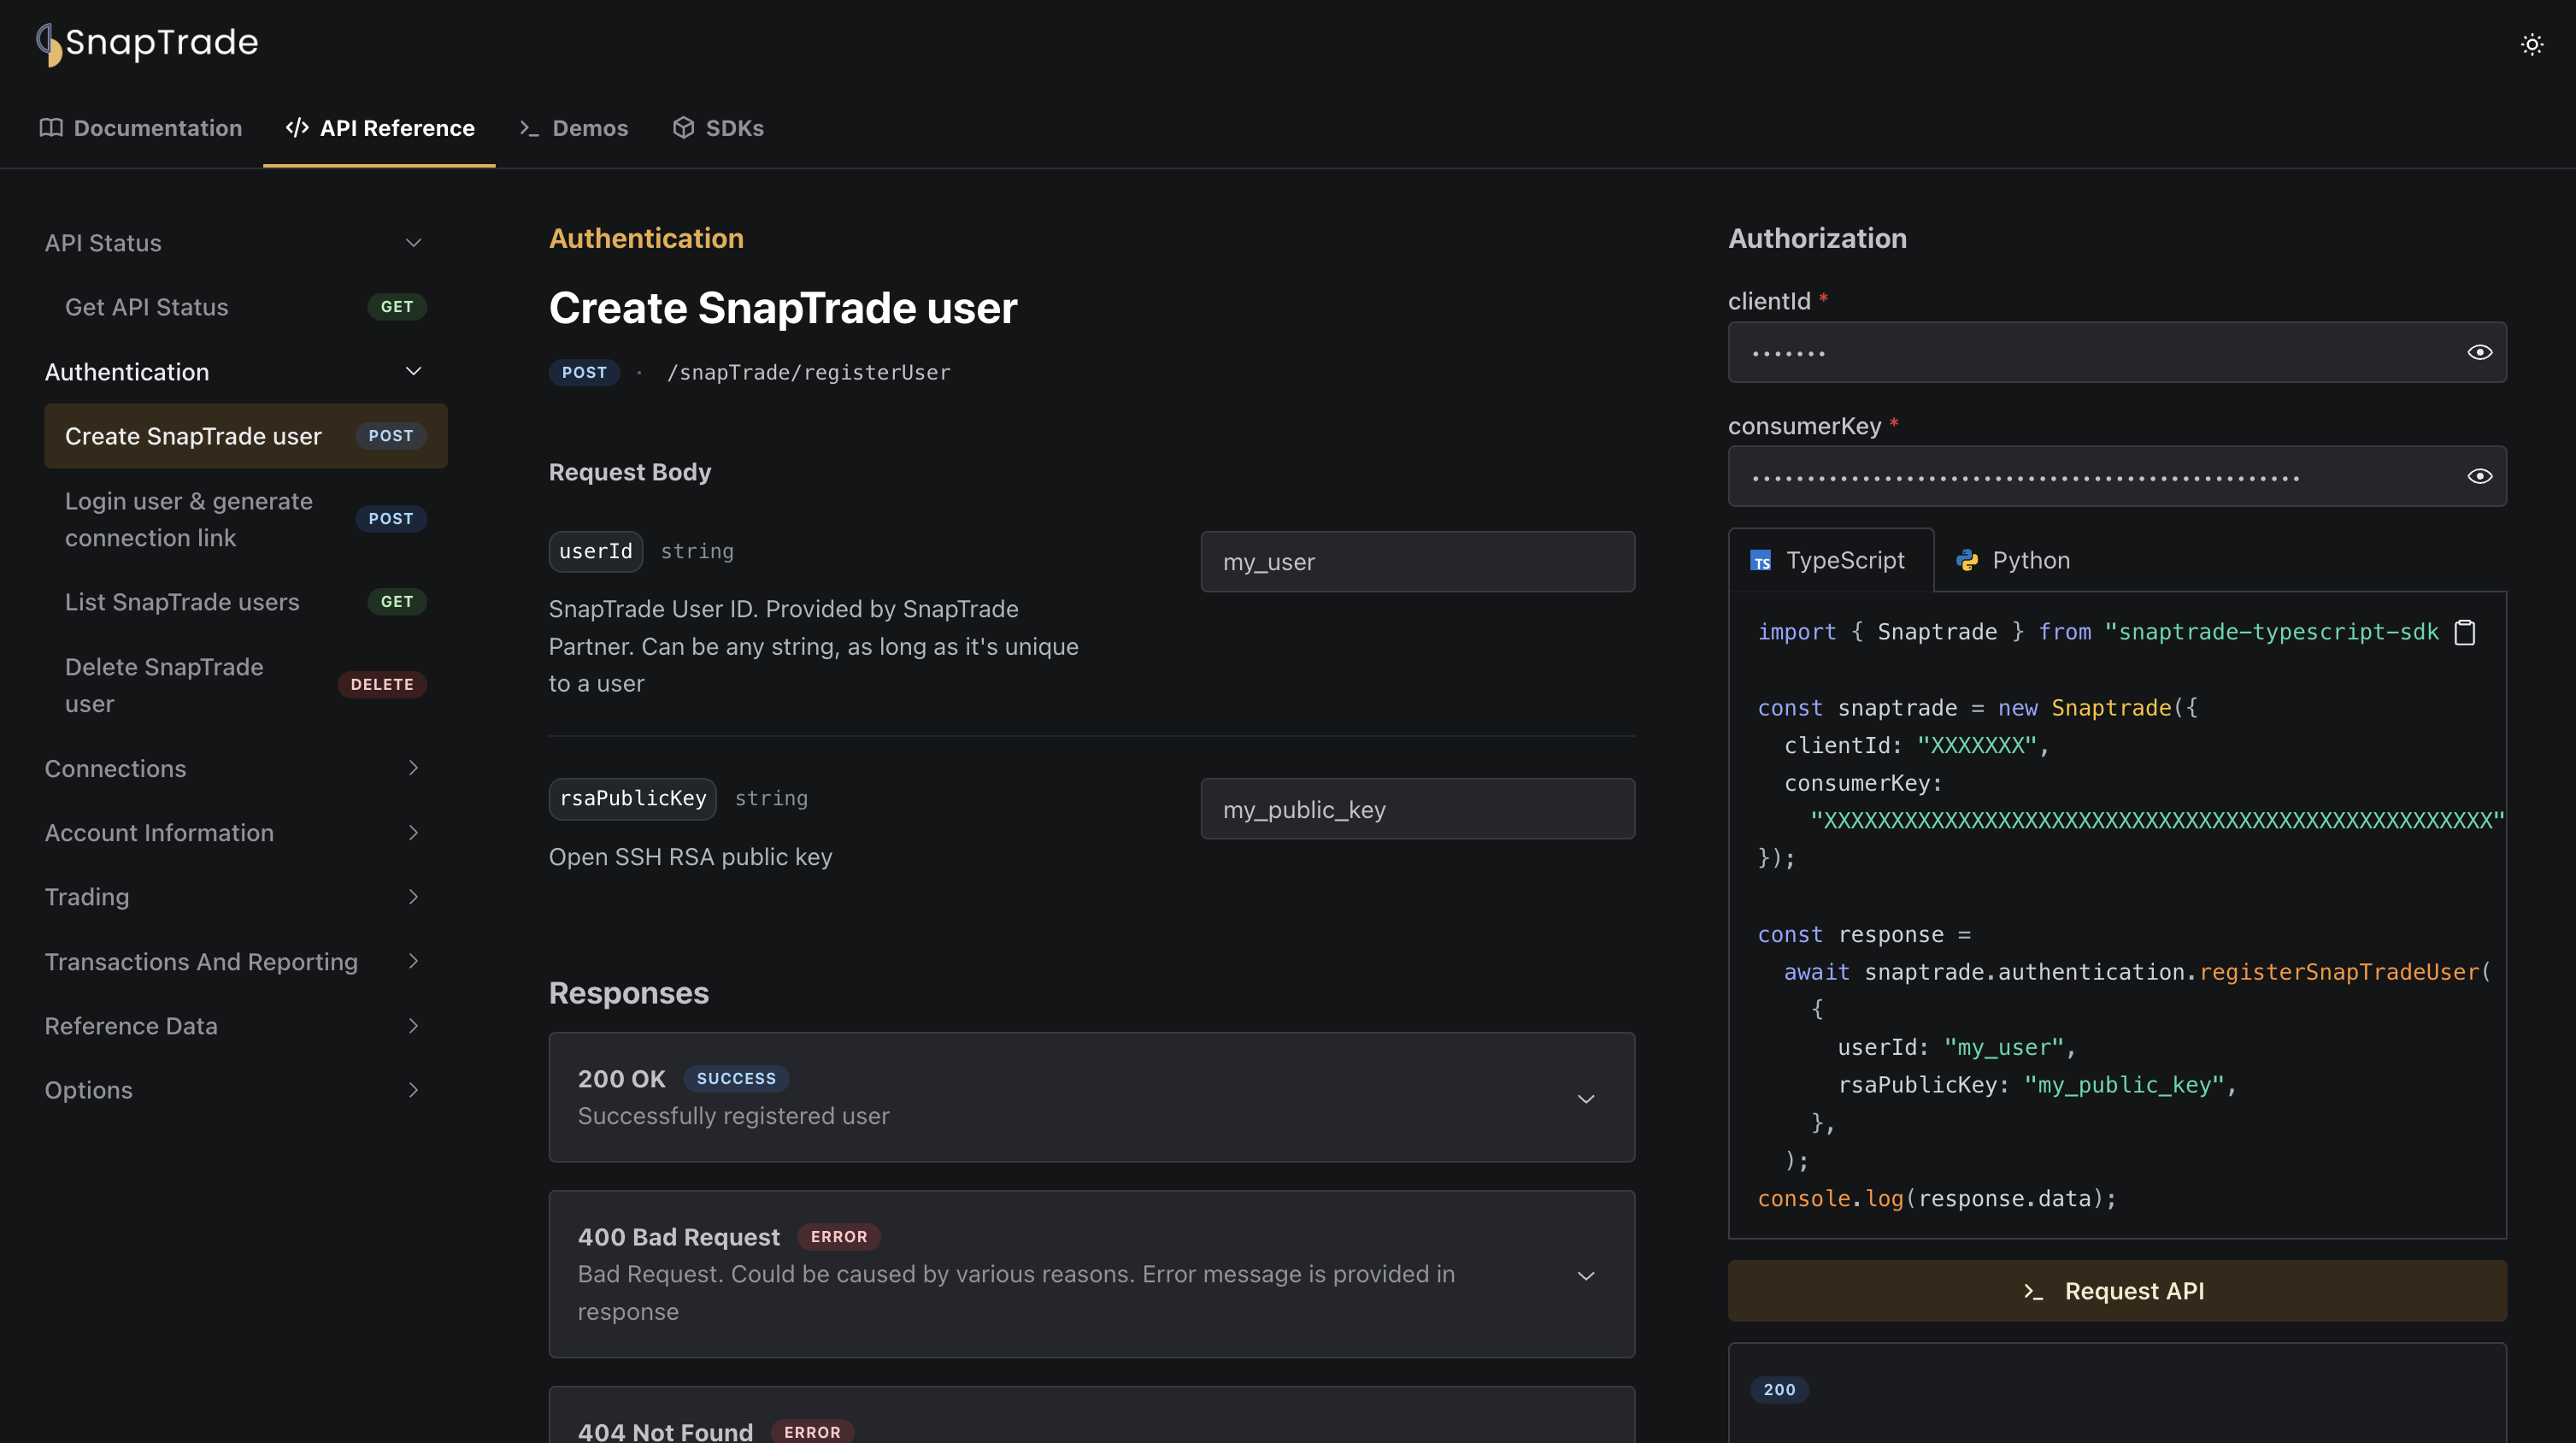 SnapTrade
Documentation
API Reference
Demos
SDKs
API Status
Get API Status GET
Authentication
Create SnapTrade user POST
Login user & generate
connection link
POST
List SnapTrade users GET
Delete SnapTrade
user
DELETE
Connections
Account Information
Trading
Transactions And Reporting
Reference Data
Options
Authentication
Create SnapTrade user
POST · /snapTrade/registerUser
Request Body
userId string
my_user
SnapTrade User ID. Provided by SnapTrade
Partner. Can be any string, as long as it's unique
to a user
rsaPublicKey string
my_public_key
Open SSH RSA public key
Responses
200 OK SUCCESS
Successfully registered user
400 Bad Request ERROR
Bad Request. Could be caused by various reasons. Error message is provided in
response
404 Not Found ERROR
Authorization
clientId *
•••••••
consumerKey *
••••••••••••••••••••••••••••••••••••••••••••••••••
TS TypeScript
Python
import { Snaptrade } from "snaptrade-typescript-sdk
const snaptrade = new Snaptrade({
clientId: "XXXXXXX",
consumerKey:
"XXXXXXXXXXXXXXXXXXXXXXXXXXXXXXXXXXXXXXXXXXXXXXXXXX"
});
const response =
await snaptrade.authentication.registerSnapTradeUser(
{
userId: "my_user",
rsaPublicKey: "my_public_key",
},
);
console.log(response.data);
Request API
200